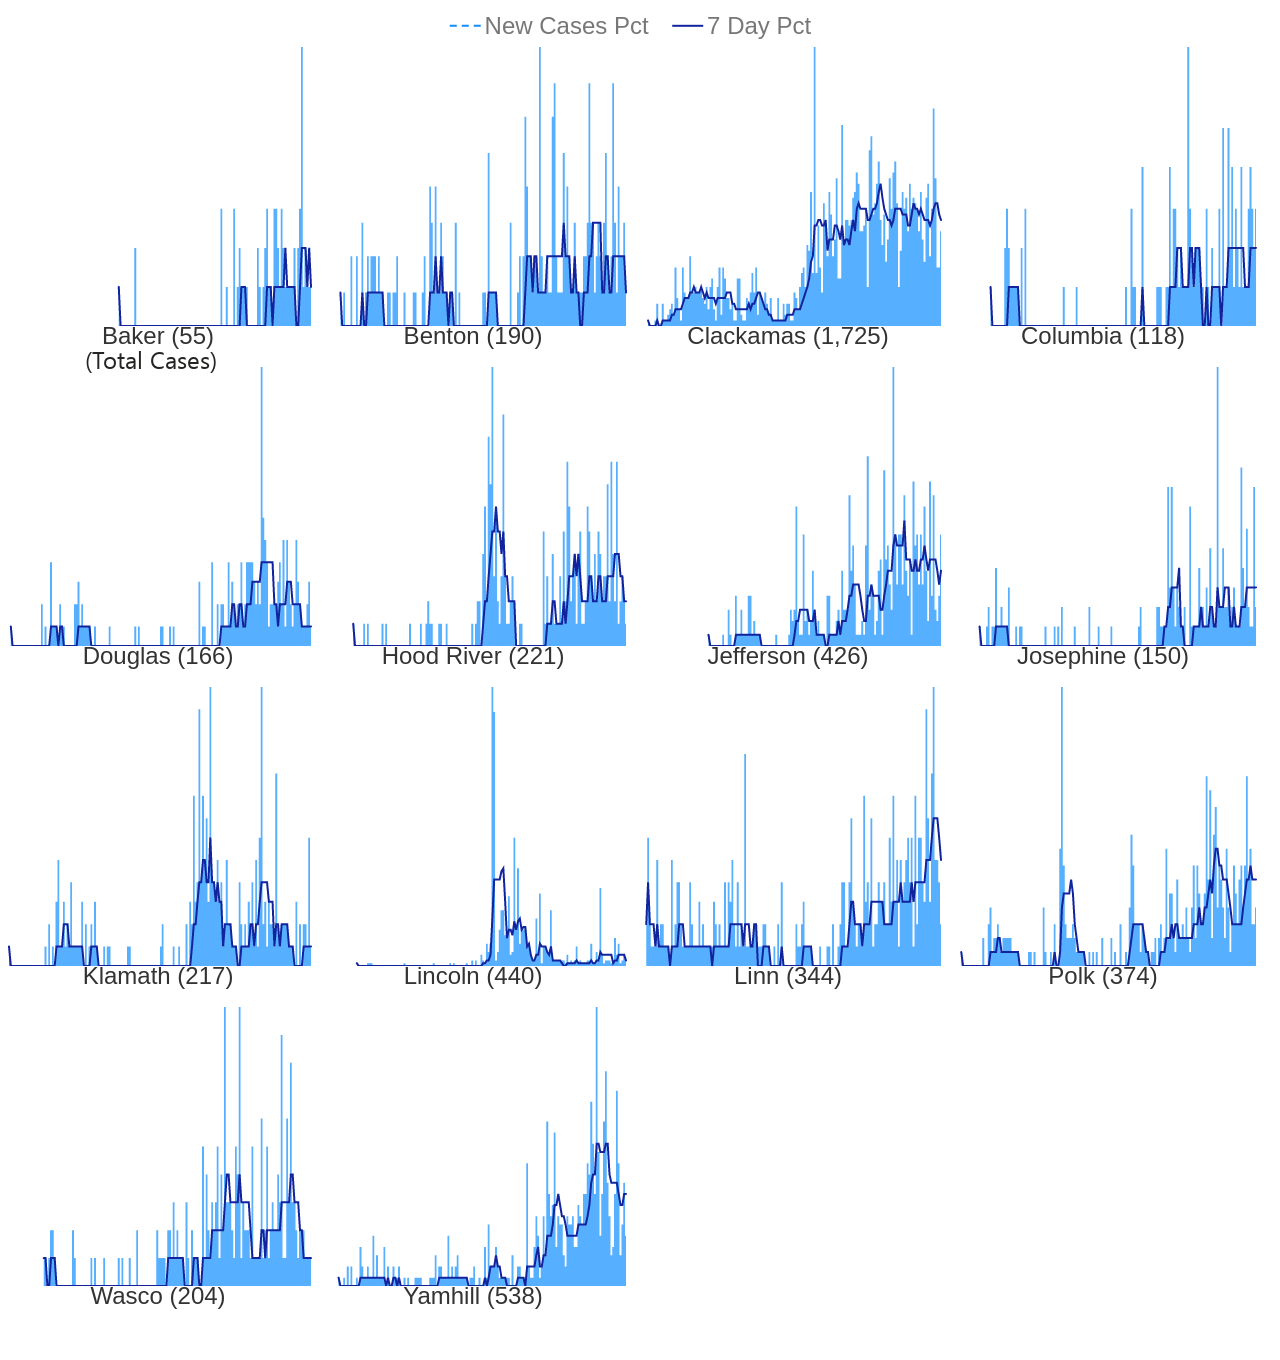 New Cases Pct 7 Day Pct
Baker (55)
(Total Cases)
Benton (190)
Clackamas (1,725)
Columbia (118)
Douglas (166)
Hood River (221)
Jefferson (426)
Josephine (150)
Klamath (217)
Lincoln (440)
Linn (344)
Polk (374)
Wasco (204)
Yamhill (538)